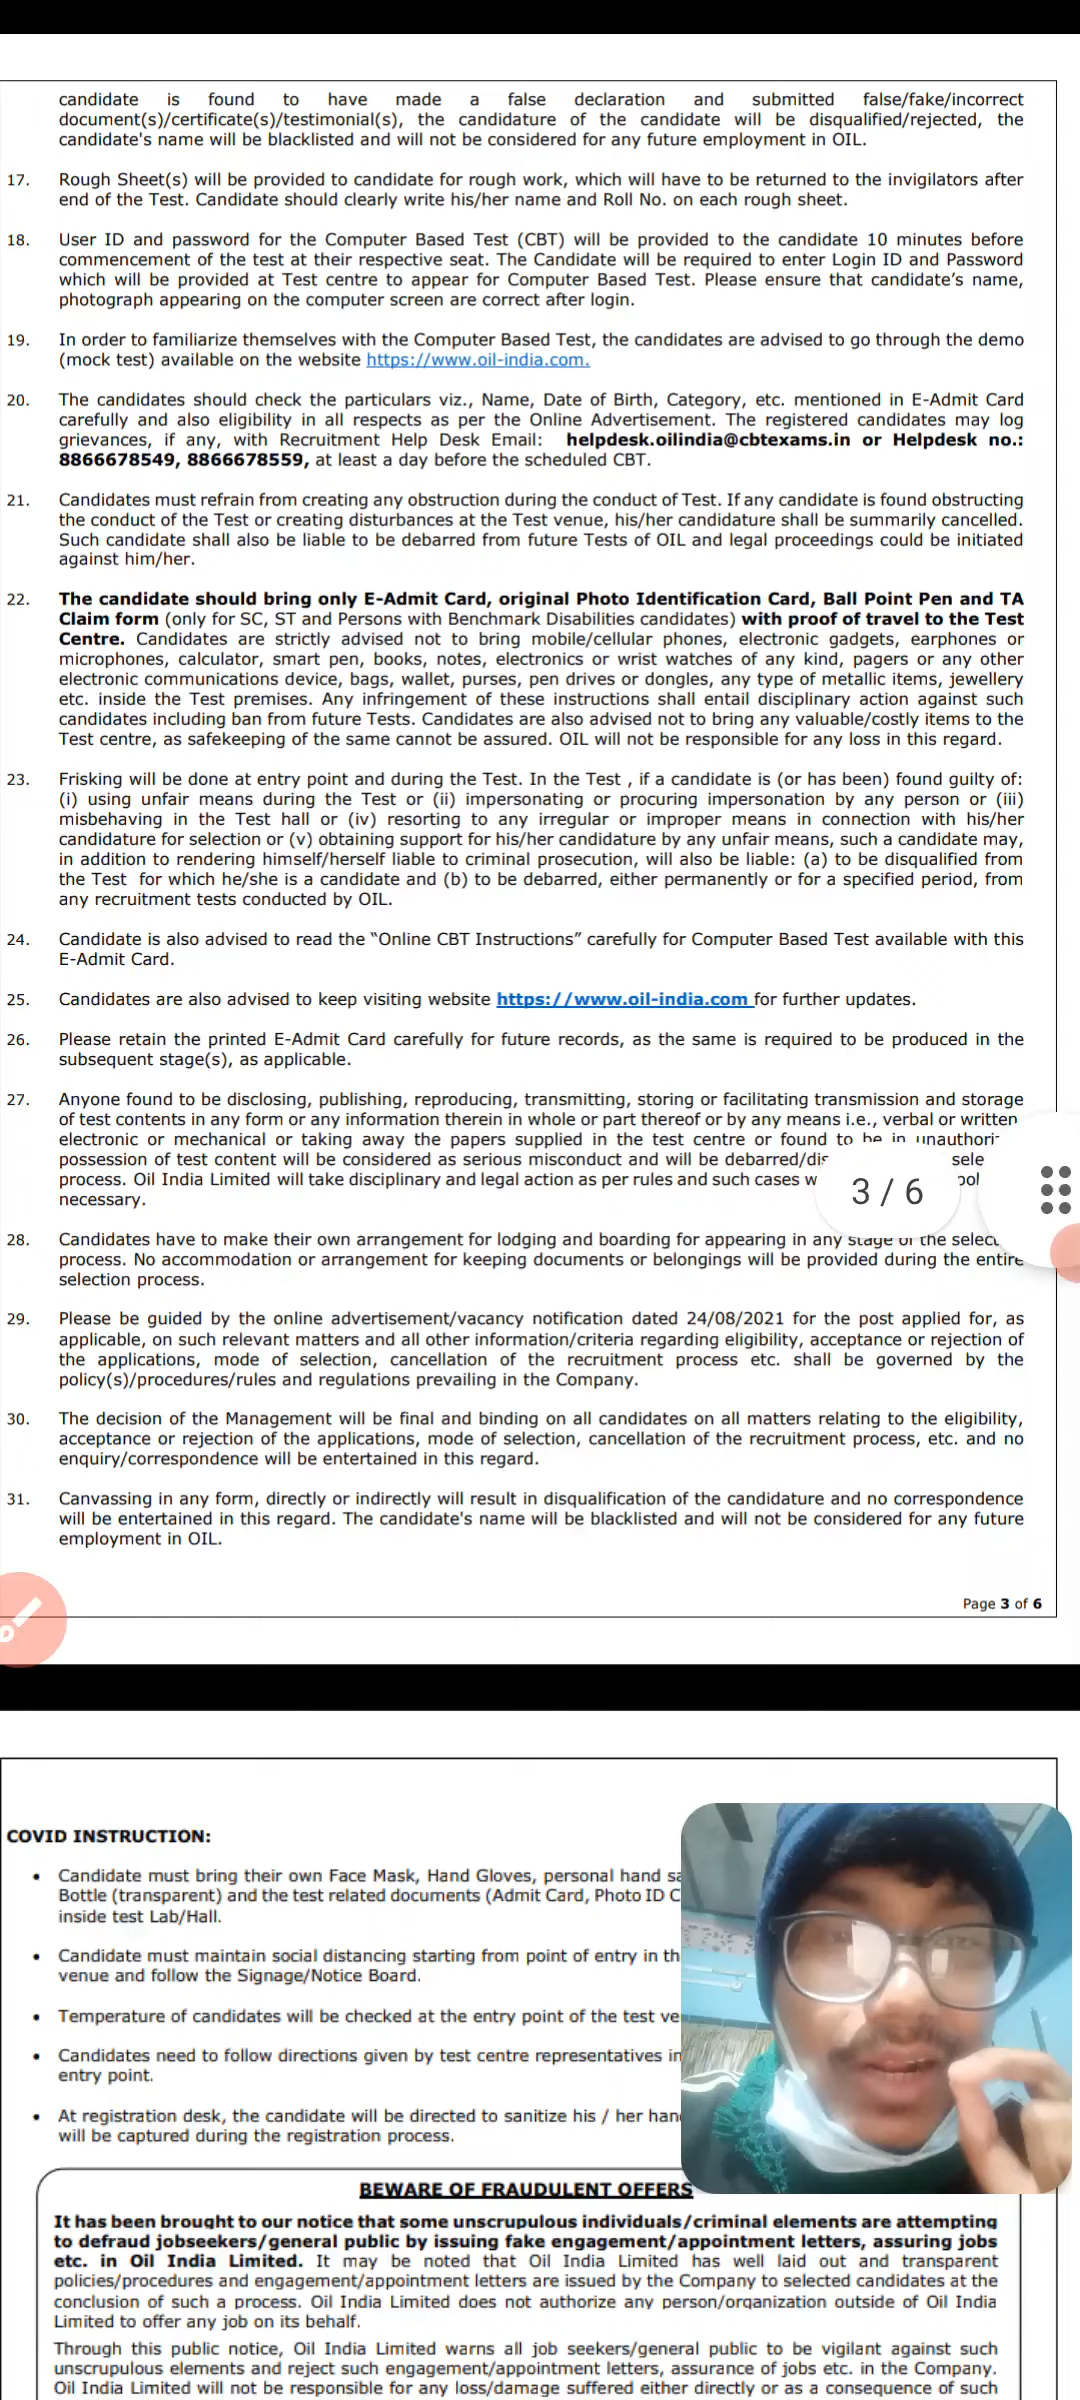 candidate is found to have made a false declaration and submitted false/fake/incorrect
document(s)/certificate(s)/testimonial(s), the candidature of the candidate will be disqualified/rejected, the
candidate's name will be blacklisted and will not be considered for any future employment in OIL.
17. Rough Sheet(s) will be provided to candidate for rough work, which will have to be returned to the invigilators after
end of the Test. Candidate should clearly write his/her name and Roll No. on each rough sheet.
18. User ID and password for the Computer Based Test (CBT) will be provided to the candidate 10 minutes before
commencement of the test at their respective seat. The Candidate will be required to enter Login ID and Password
which will be provided at Test centre to appear for Computer Based Test. Please ensure that candidate's name,
photograph appearing on the computer screen are correct after login.
19. In order to familiarize themselves with the Computer Based Test, the candidates are advised to go through the demo
(mock test) available on the website https://www.oil-india.com.
20. The candidates should check the particulars viz., Name, Date of Birth, Category, etc. mentioned in E-Admit Card
carefully and also eligibility in all respects as per the Online Advertisement. The registered candidates may log
grievances, if any, with Recruitment Help Desk Email: helpdesk.oilindia@cbtexams.in or Helpdesk no.:
8866678549, 8866678559, at least a day before the scheduled CBT.
21. Candidates must refrain from creating any obstruction during the conduct of Test. If any candidate is found obstructing
the conduct of the Test or creating disturbances at the Test venue, his/her candidature shall be summarily cancelled.
Such candidate shall also be liable to be debarred from future Tests of OIL and legal proceedings could be initiated
against him/her.
22. The candidate should bring only E-Admit Card, original Photo Identification Card, Ball Point Pen and TA
Claim form (only for SC, ST and Persons with Benchmark Disabilities candidates) with proof of travel to the Test
Centre. Candidates are strictly advised not to bring mobile/cellular phones, electronic gadgets, earphones or
microphones, calculator, smart pen, books, notes, electronics or wrist watches of any kind, pagers or any other
electronic communications device, bags, wallet, purses, pen drives or dongles, any type of metallic items, jewellery
etc. inside the Test premises. Any infringement of these instructions shall entail disciplinary action against such
candidates including ban from future Tests. Candidates are also advised not to bring any valuable/costly items to the
Test centre, as safekeeping of the same cannot be assured. OIL will not be responsible for any loss in this regard.
23. Frisking will be done at entry point and during the Test. In the Test , if a candidate is (or has been) found guilty of:
(i) using unfair means during the Test or (ii) impersonating or procuring impersonation by any person or (iii)
misbehaving in the Test hall or (iv) resorting to any irregular or improper means in connection with his/her
candidature for selection or (v) obtaining support for his/her candidature by any unfair means, such a candidate may,
in addition to rendering himself/herself liable to criminal prosecution, will also be liable: (a) to be disqualified from
the Test for which he/she is a candidate and (b) to be debarred, either permanently or for a specified period, from
any recruitment tests conducted by OIL.
24. Candidate is also advised to read the "Online CBT Instructions" carefully for Computer Based Test available with this
E-Admit Card.
25. Candidates are also advised to keep visiting website https://www.oil-india.com for further updates.
26. Please retain the printed E-Admit Card carefully for future records, as the same is required to be produced in the
subsequent stage(s), as applicable.
27. Anyone found to be disclosing, publishing, reproducing, transmitting, storing or facilitating transmission and storage
of test contents in any form or any information therein in whole or part thereof or by any means i.e., verbal or written
electronic or mechanical or taking away the papers supplied in the test centre or found to be in
possession of test content will be considered as serious misconduct and will be
process. Oil India Limited will take disciplinary and legal action as per rules and such cases
necessary.
3 / 6
28. Candidates have to make their own arrangement for lodging and boarding for appearing in any stage of the
process. No accommodation or arrangement for keeping documents or belongings will be provided during the entire
selection process.
29. Please be guided by the online advertisement/vacancy notification dated 24/08/2021 for the post applied for, as
applicable, on such relevant matters and all other information/criteria regarding eligibility, acceptance or rejection of
the applications, mode of selection, cancellation of the recruitment process etc. shall be governed by the
policy(s)/procedures/rules and regulations prevailing in the Company.
30. The decision of the Management will be final and binding on all candidates on all matters relating to the eligibility,
acceptance or rejection of the applications, mode of selection, cancellation of the recruitment process, etc. and no
enquiry/correspondence will be entertained in this regard.
31. Canvassing in any form, directly or indirectly will result in disqualification of the candidature and no correspondence
will be entertained in this regard. The candidate's name will be blacklisted and will not be considered for any future
employment in OIL.
Page 3 of 6
COVID INSTRUCTION:
• Candidate must bring their own Face Mask, Hand Gloves, personal hand
Bottle (transparent) and the test related documents (Admit Card, Photo ID
inside test Lab/Hall.
• Candidate must maintain social distancing starting from point of entry in
venue and follow the Signage/Notice Board.
• Temperature of candidates will be checked at the entry point of the test
• Candidates need to follow directions given by test centre representatives
entry point.
• At registration desk, the candidate will be directed to sanitize his / her
will be captured during the registration process.
BEWARE OF FRAUDULENT OFFERS
It has been brought to our notice that some unscrupulous individuals/criminal elements are attempting
to defraud jobseekers/general public by issuing fake engagement/appointment letters, assuring jobs
etc. in Oil India Limited. It may be noted that Oil India Limited has well laid out and transparent
policies/procedures and engagement/appointment letters are issued by the Company to selected candidates at the
conclusion of such a process. Oil India Limited does not authorize any person/organization outside of Oil India
Limited to offer any job on its behalf.
Through this public notice, Oil India Limited warns all job seekers/general public to be vigilant against such
unscrupulous elements and reject such engagement/appointment letters, assurance of jobs etc. in the Company.
Oil India Limited will not be responsible for any loss/damage suffered either directly or as a consequence of such